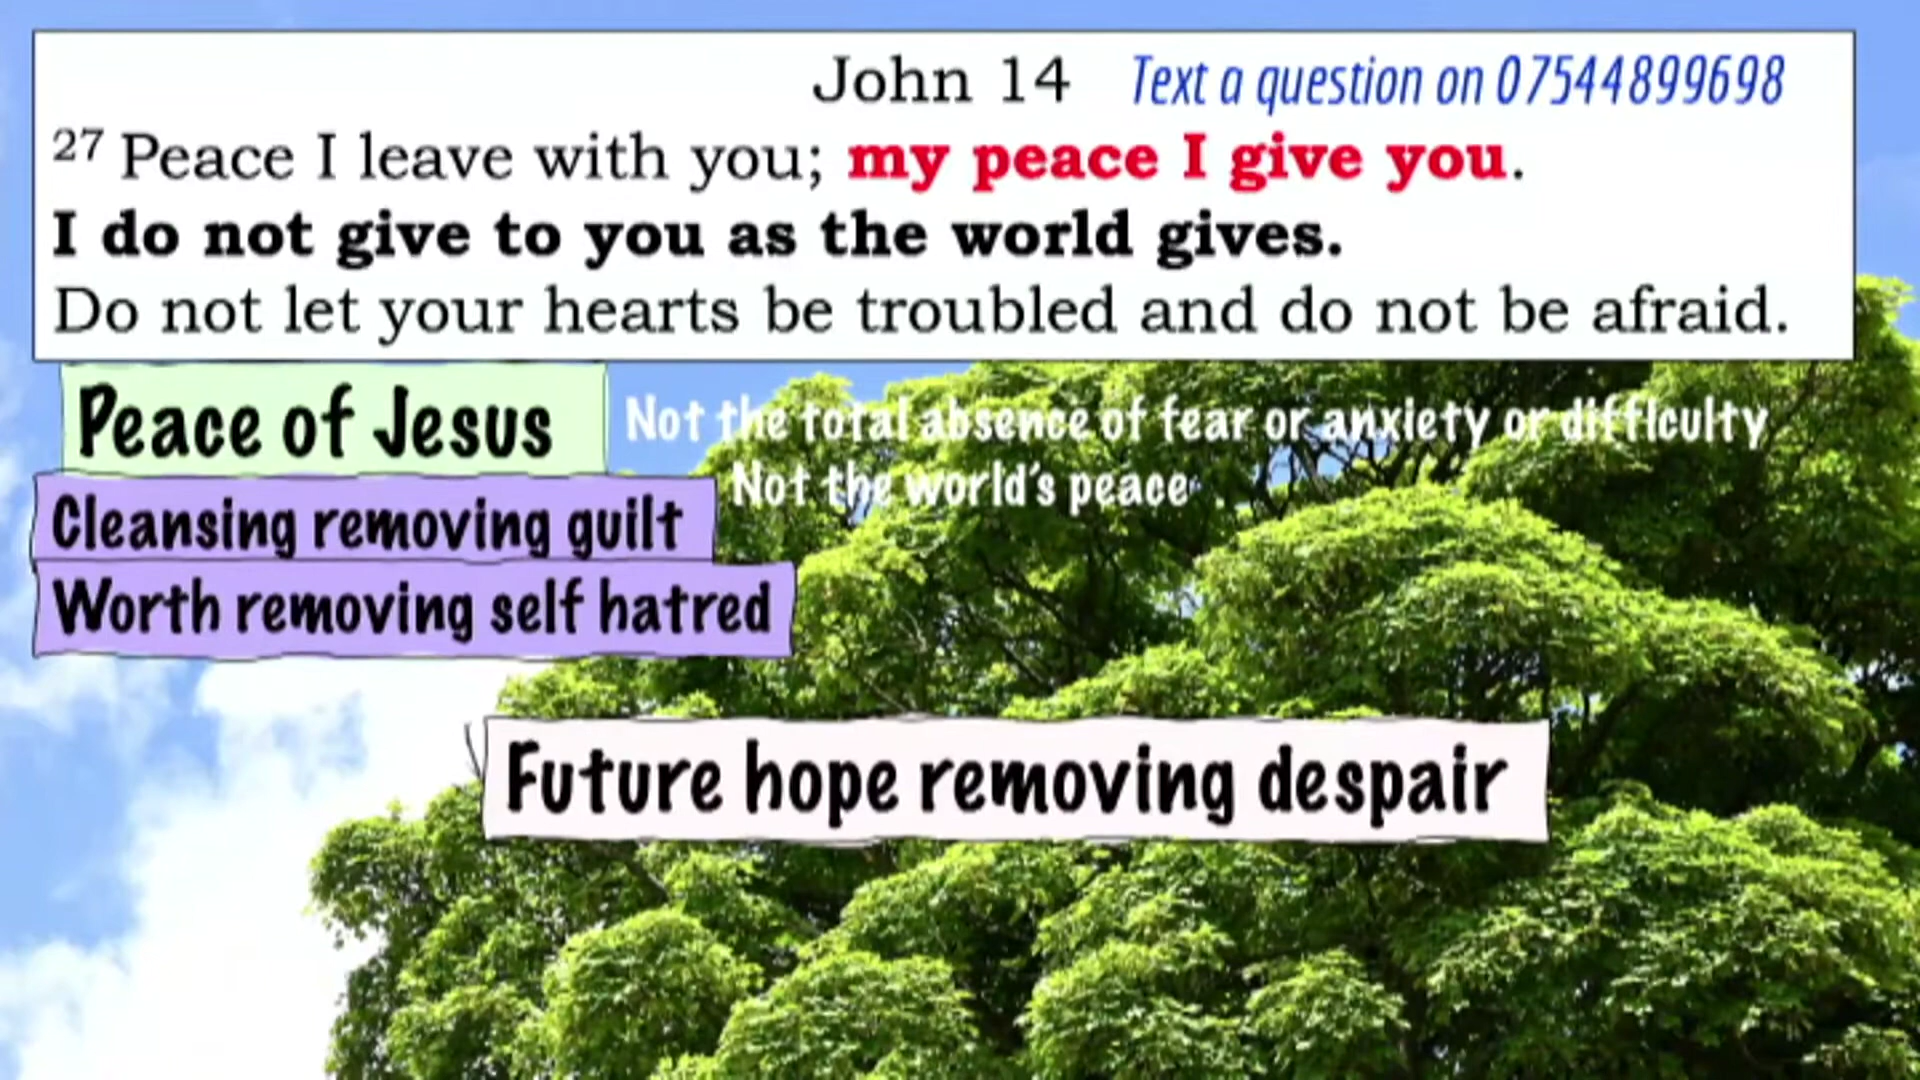 John 14 Text a question on 07544899698
27 Peace I leave with you; my peace I give you.
I do not give to you as the world gives.
Do not let your hearts be troubled and do not be afraid.
Peace of Jesus
Not the total absence of fear or anxiety or difficulty
Not the world's peace .
Cleansing removing guilt
Worth removing self hatred
Future hope removing despair